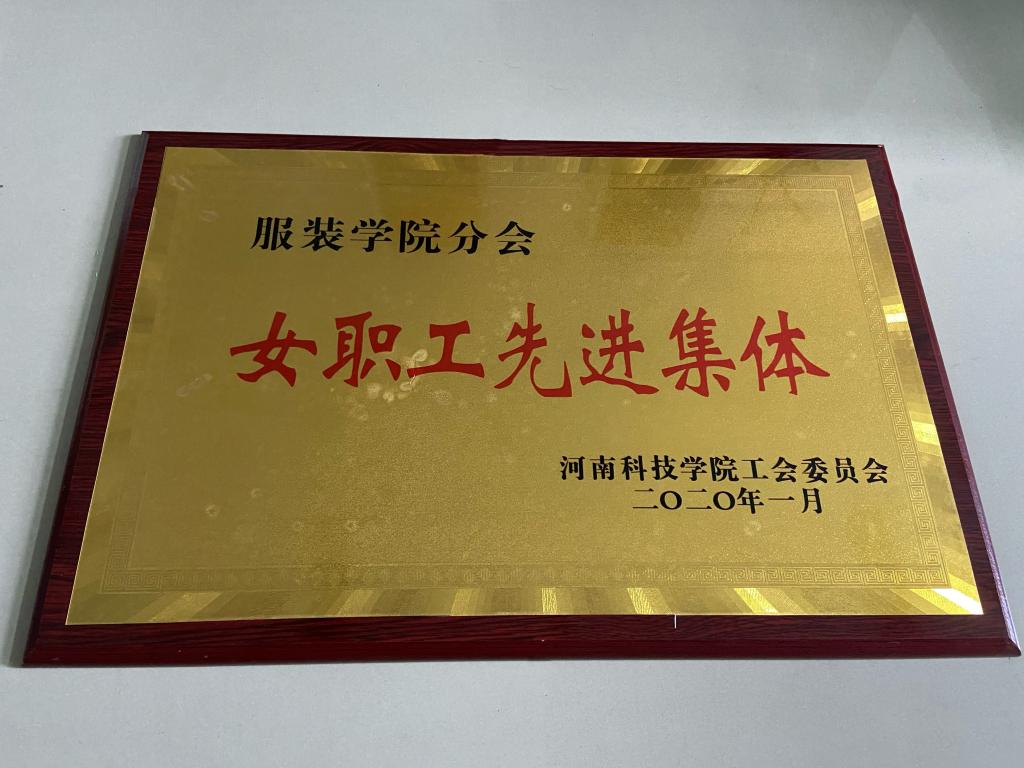 服装学院分会
女职工先进集体
河南科技学院工会委员会
二〇二〇年一月